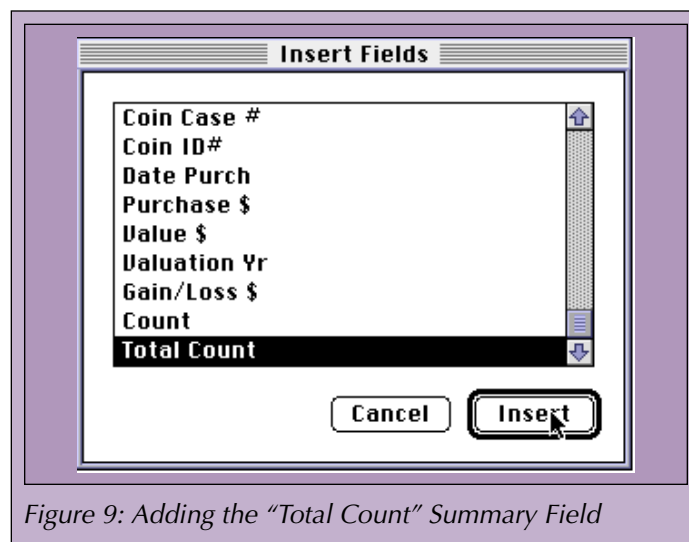 Insert Fields
Coin Case #
Coin ID#
Date Purch
Purchase $
Value $
Valuation Yr
Gain/Loss $
Count
Total Count
Cancel Insert
Figure 9: Adding the “Total Count” Summary Field